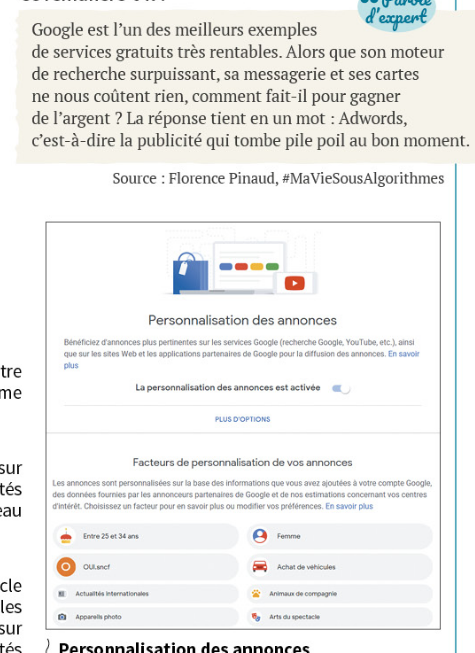 Parole
d'expert
Google est l'un des meilleurs exemples
de services gratuits très rentables. Alors que son moteur
de recherche surpuissant, sa messagerie et ses cartes
ne nous coûtent rien, comment fait-il pour gagner
de l'argent ? La réponse tient en un mot : Adwords,
c'est-à-dire la publicité qui tombe pile poil au bon moment.
Source : Florence Pinaud, #MaVieSousAlgorithmes
Personnalisation des annonces
Bénéficiez d'annonces plus pertinentes sur les services Google (recherche Google, YouTube, etc.), ainsi
que sur les sites Web et les applications partenaires de Google pour la diffusion des annonces. En savoir
plus
La personnalisation des annonces est activée
PLUS D'OPTIONS
Facteurs de personnalisation de vos annonces
Les annonces sont personnalisées sur la base des informations que vous avez ajoutées à votre compte Google,
des données fournies par les annonceurs partenaires de Google et de nos estimations concernant vos centres
d'intérêt. Choisissez un facteur pour en savoir plus ou modifier vos préférences. En savoir plus
Entre 25 et 34 ans
Femme
OUI.sncf
Achat de véhicules
Actualités internationales
Animaux de compagnie
Appareils photo
Arts du spectacle
tre
me
sur
tés
eau
cle
les
sur
tés
Personnalisation des annonces